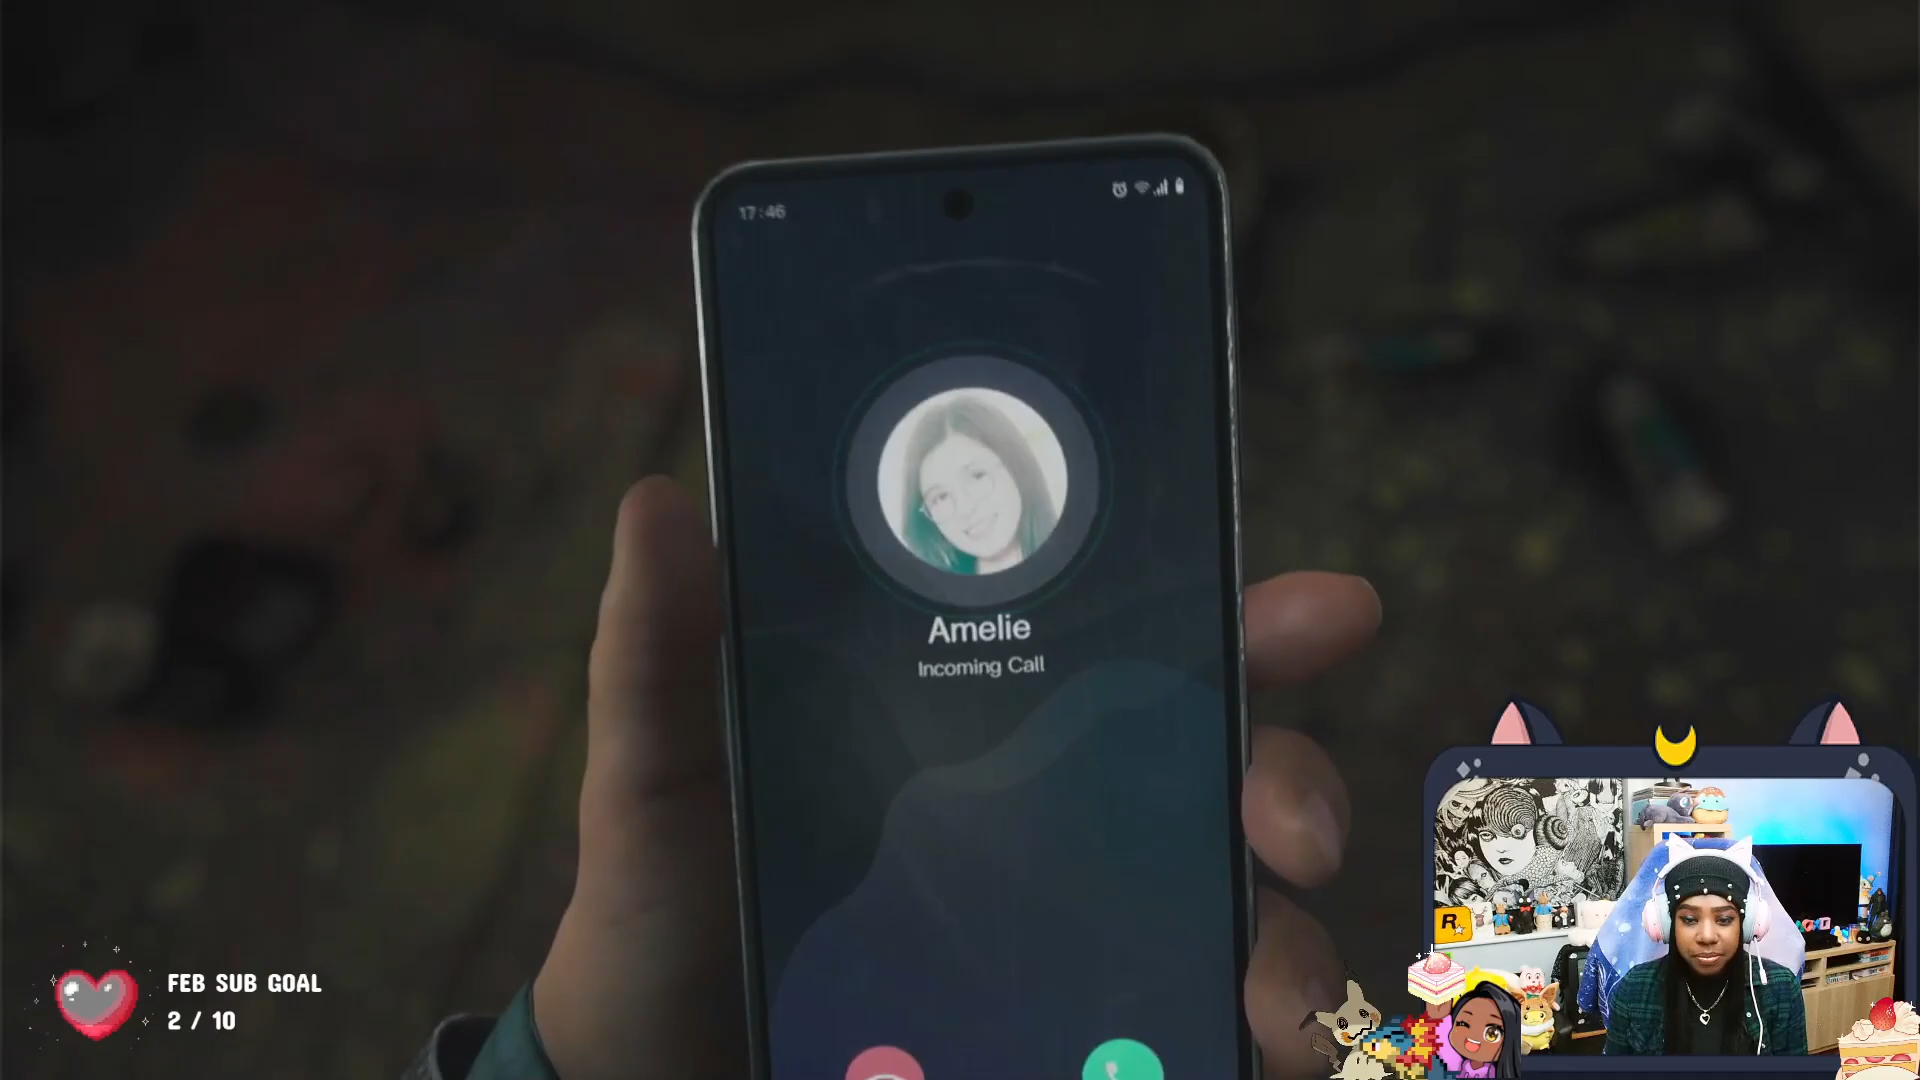 17:46
Amelie
Incoming Call
FEB SUB GOAL
2 / 10
R